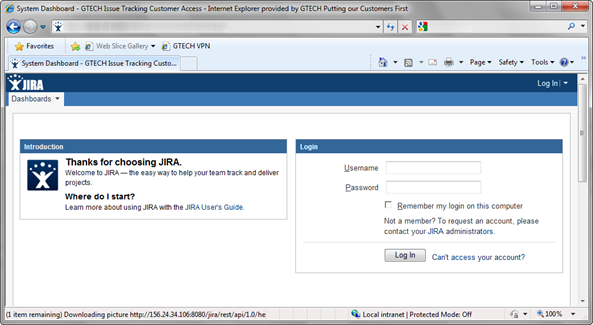 System Dashboard - GTECH Issue Tracking Customer Access - Internet Explorer provided by GTECH Putting our Customers First
Favorites Web Slice Gallery GTECH VPN
System Dashboard - GTECH Issue Tracking Custo... Page Safety Tools
JIRA Log In
Dashboards
Introduction
Thanks for choosing JIRA.
Welcome to JIRA — the easy way to help your team track and deliver
projects.
Where do I start?
Learn more about using JIRA with the JIRA User's Guide.
Login
Username
Password
Remember my login on this computer
Not a member? To request an account, please
contact your JIRA administrators.
Log In Can't access your account?
(1 item remaining) Downloading picture http://156.24.34.106:8080/jira/rest/api/1.0/he Local intranet | Protected Mode: Off 100%